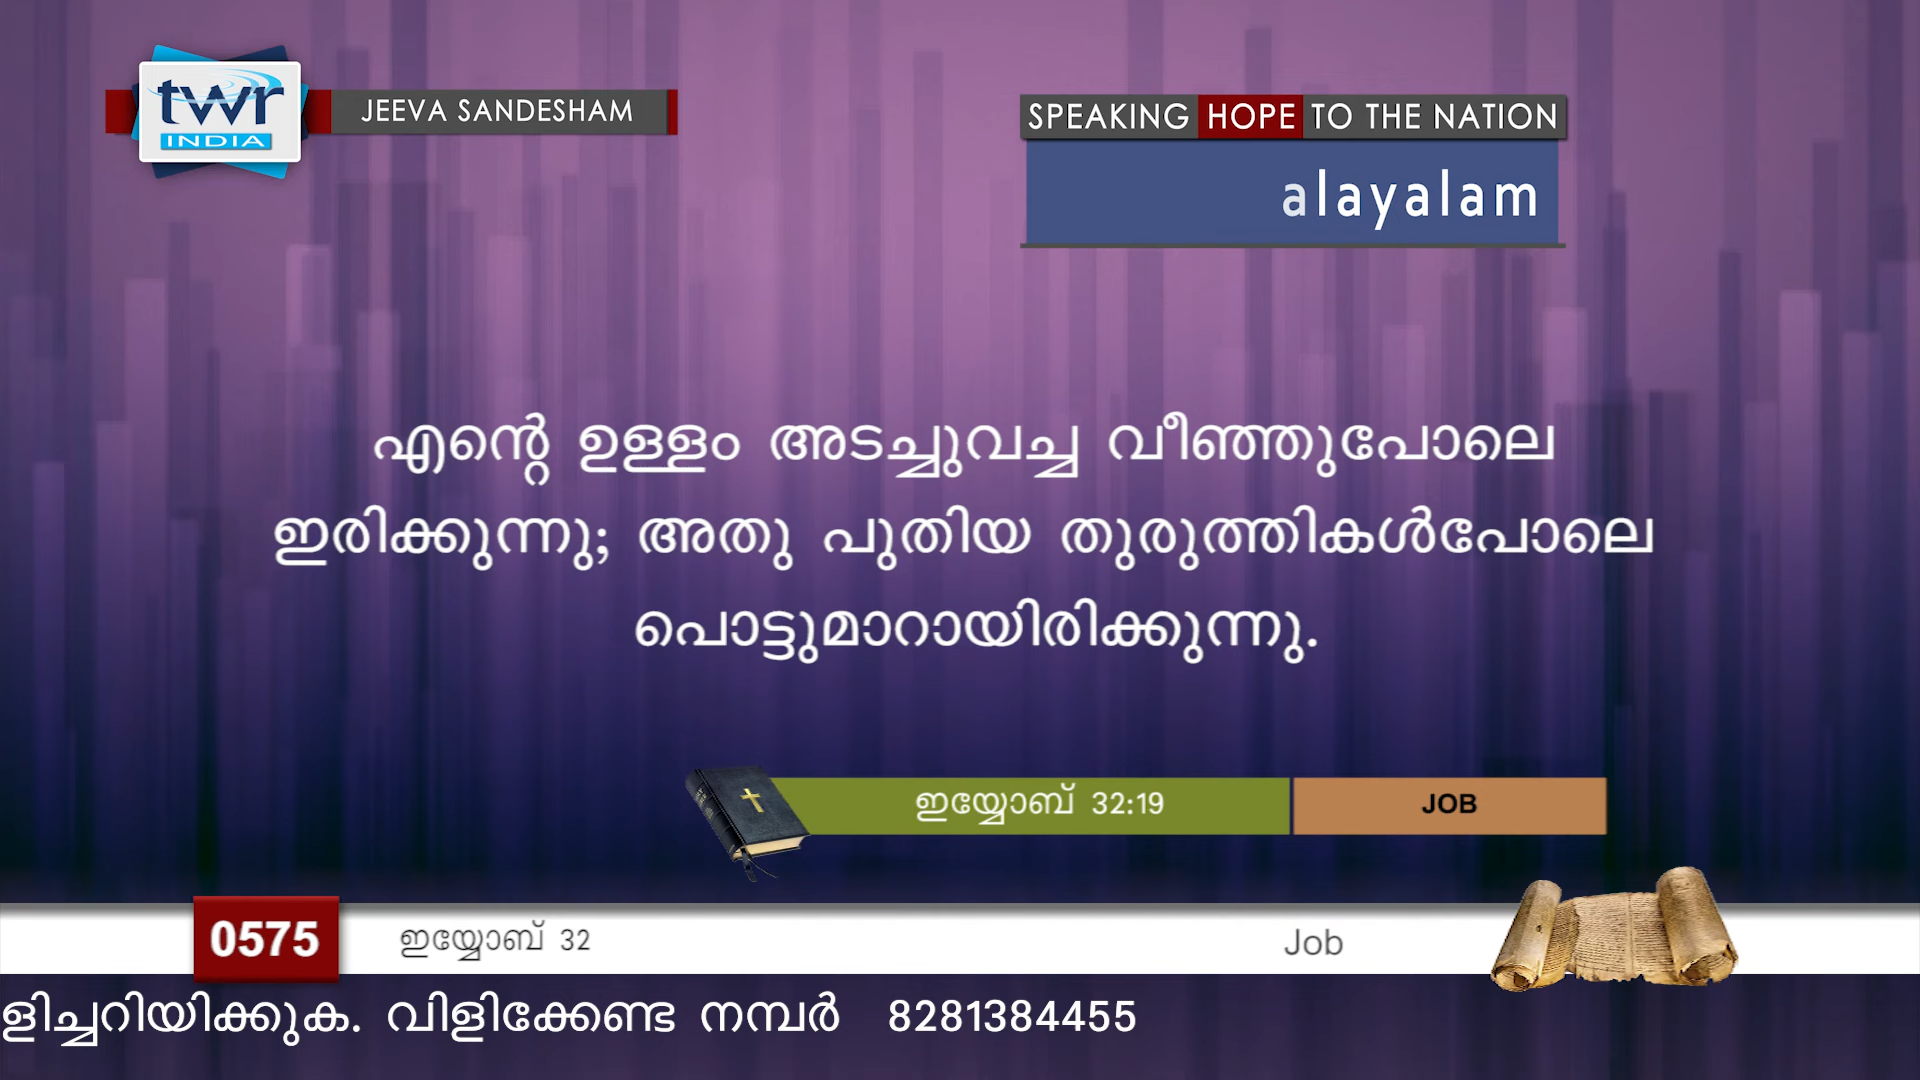 twr
INDIA
JEEVA SANDESHAM
SPEAKING HOPE TO THE NATION
alayalam
എന്റെ ഉള്ളം അടച്ചുവച്ച വീഞ്ഞുപോലെ
ഇരിക്കുന്നു; അതു പുതിയ തുരുത്തികൾപോലെ
പൊട്ടുമാറായിരിക്കുന്നു.
ഇയ്യോബ് 32:19
JOB
0575
ഇയ്യോബ് 32
Job
ളിച്ചറിയിക്കുക. വിളിക്കേണ്ട നമ്പർ 8281384455